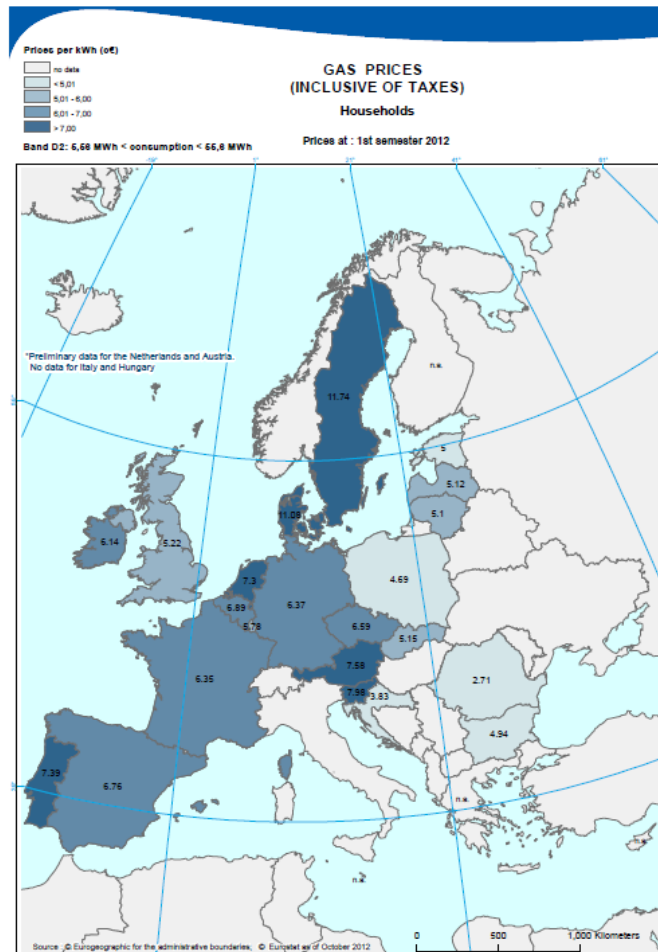 Prices per kWh (o€)
no data
< 5,01
5,01 - 6,00
6,01 - 7,00
> 7,00
Band D2: 5,56 MWh < consumption < 55,6 MWh
GAS PRICES
(INCLUSIVE OF TAXES)
Households
Prices at : 1st semester 2012
-19°
1°
21°
41°
61°
*Preliminary data for the Netherlands and Austria.
No data for Italy and Hungary
n.a.
11.74
5
5.12
5.1
11.08
6.14
5.22
7.3
4.69
6.89
6.37
5.78
6.59
5.15
7.58
6.35
2.71
7.98
3.83
4.94
7.39
6.76
n.a.
n.a.
n.a.
0 500 1,000 Kilometers
Source : © Eurogeographic for the administrative boundaries; © Eurostat as of October 2012